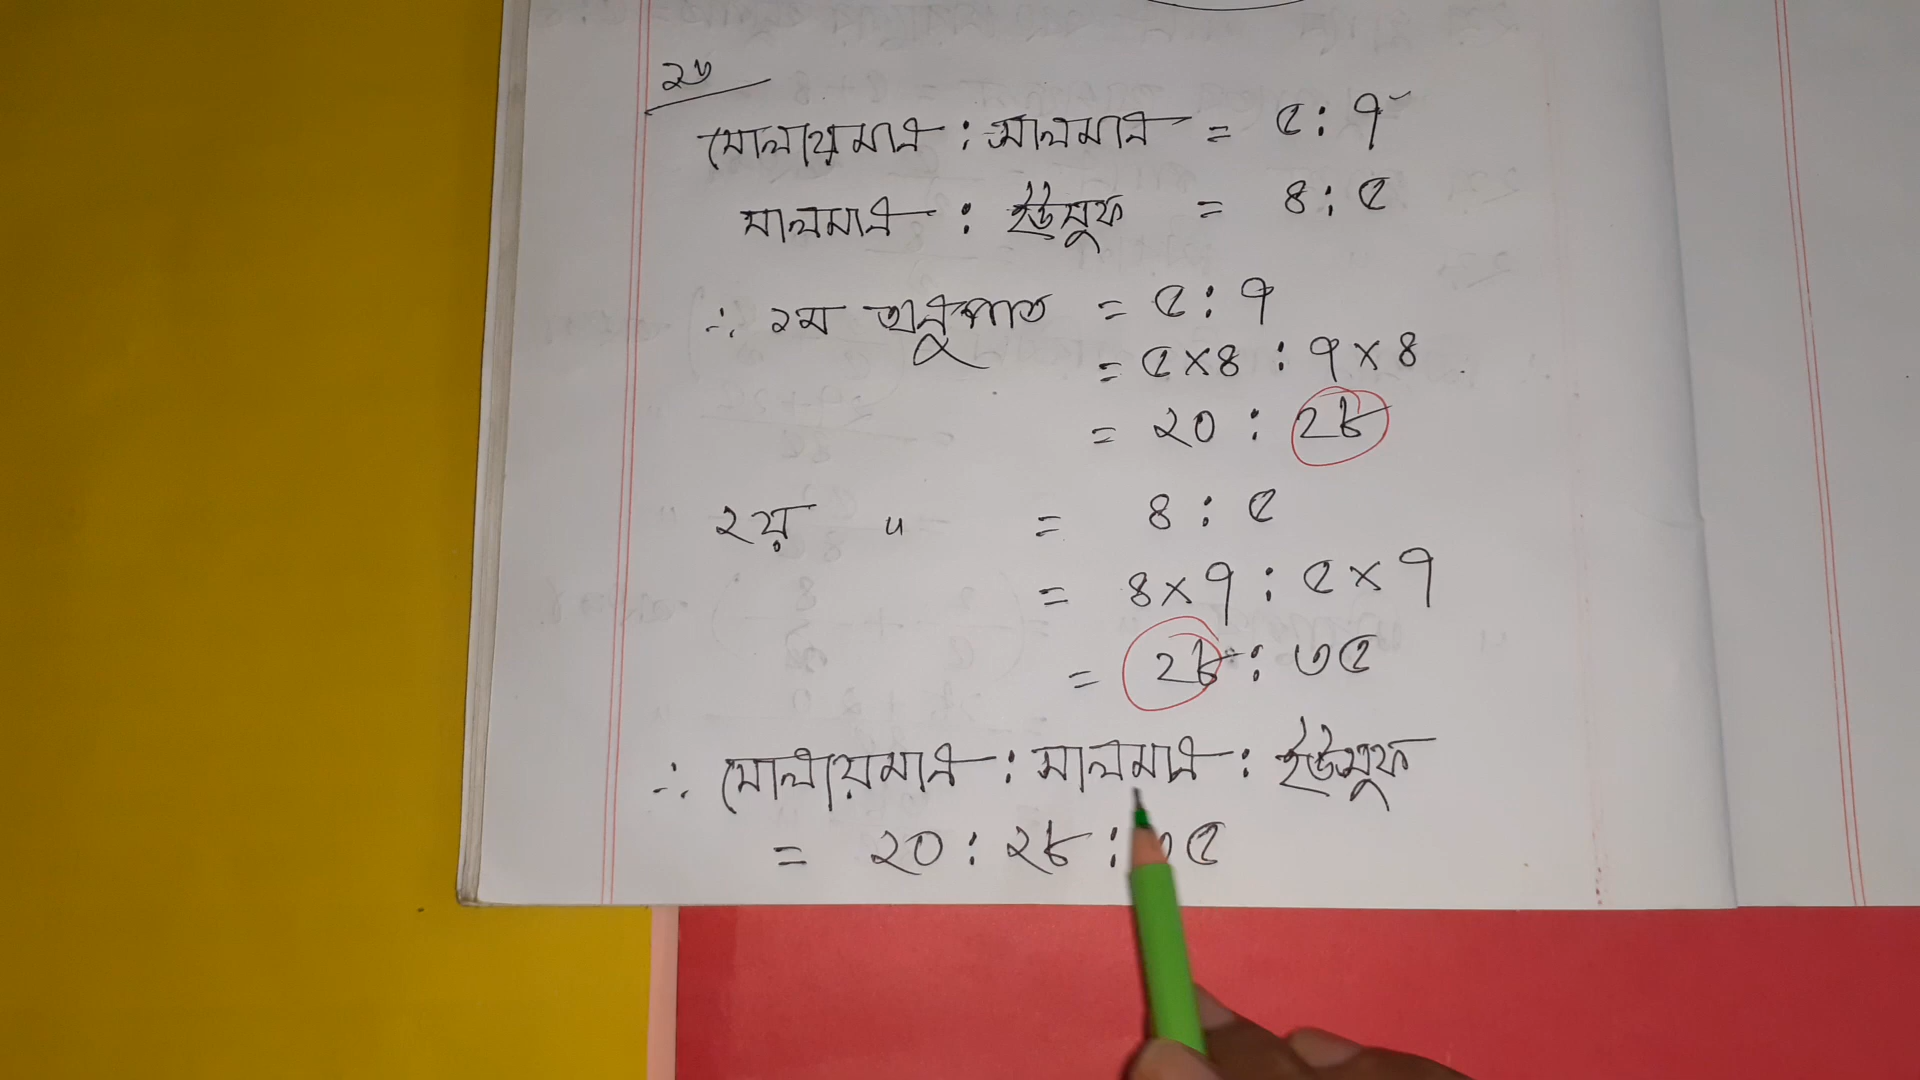 ২৩
সোলায়মান : সালমান = ৫ : ৭
সালমান : ইউসুফ = ৪ : ৫
∴ ১ম অনুপাত = ৫ : ৭
= ৫×৪ : ৭×৪
= ২০ : ২৮
২য় " = ৪ : ৫
= ৪×৭ : ৫×৭
= ২৮ : ৩৫
∴ সোলায়মান : সালমান : ইউসুফ
= ২০ : ২৮ : ৩৫